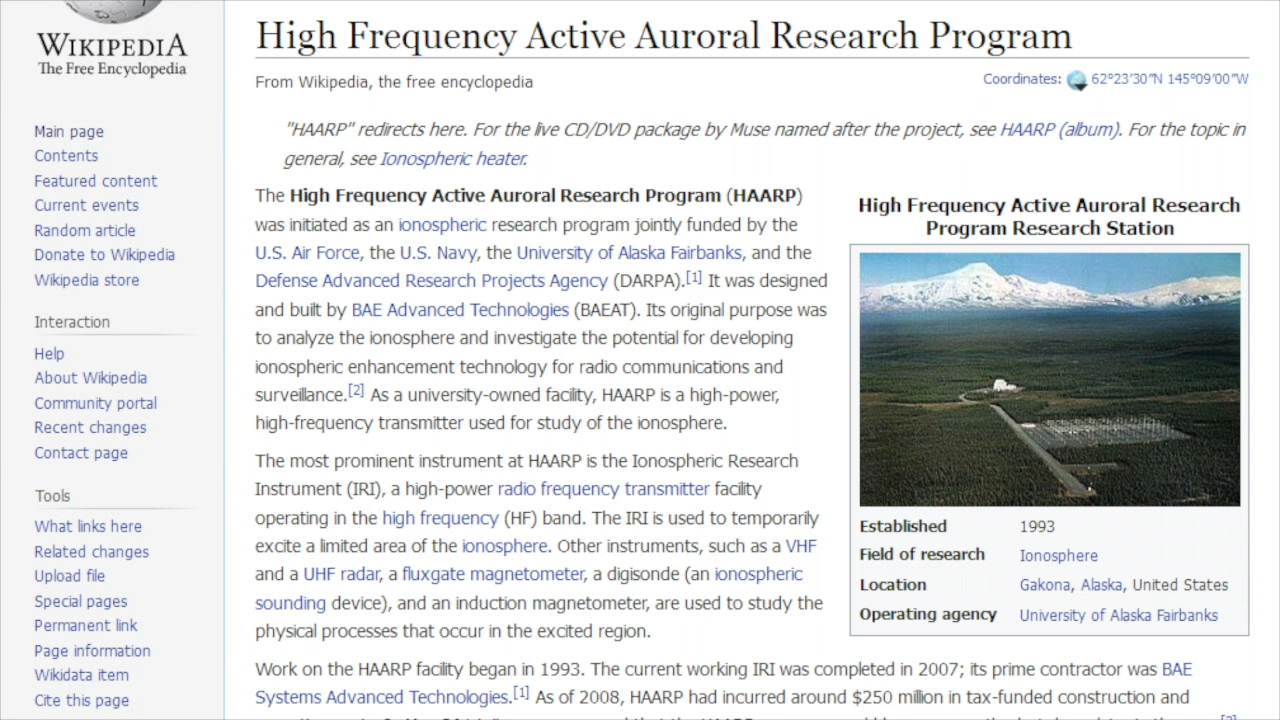 WIKIPEDIA
The Free Encyclopedia
Main page
Contents
Featured content
Current events
Random article
Donate to Wikipedia
Wikipedia store
Interaction
Help
About Wikipedia
Community portal
Recent changes
Contact page
Tools
What links here
Related changes
Upload file
Special pages
Permanent link
Page information
Wikidata item
Cite this page
High Frequency Active Auroral Research Program
From Wikipedia, the free encyclopedia
Coordinates: 62°23′30″N 145°09′00″W
"HAARP" redirects here. For the live CD/DVD package by Muse named after the project, see HAARP (album). For the topic in
general, see Ionospheric heater.
The High Frequency Active Auroral Research Program (HAARP)
was initiated as an ionospheric research program jointly funded by the
U.S. Air Force, the U.S. Navy, the University of Alaska Fairbanks, and the
Defense Advanced Research Projects Agency (DARPA).[1] It was designed
and built by BAE Advanced Technologies (BAEAT). Its original purpose was
to analyze the ionosphere and investigate the potential for developing
ionospheric enhancement technology for radio communications and
surveillance.[2] As a university-owned facility, HAARP is a high-power,
high-frequency transmitter used for study of the ionosphere.
The most prominent instrument at HAARP is the Ionospheric Research
Instrument (IRI), a high-power radio frequency transmitter facility
operating in the high frequency (HF) band. The IRI is used to temporarily
excite a limited area of the ionosphere. Other instruments, such as a VHF
and a UHF radar, a fluxgate magnetometer, a digisonde (an ionospheric
sounding device), and an induction magnetometer, are used to study the
physical processes that occur in the excited region.
Work on the HAARP facility began in 1993. The current working IRI was completed in 2007; its prime contractor was BAE
Systems Advanced Technologies.[1] As of 2008, HAARP had incurred around $250 million in tax-funded construction and
High Frequency Active Auroral Research
Program Research Station
Established 1993
Field of research Ionosphere
Location Gakona, Alaska, United States
Operating agency University of Alaska Fairbanks